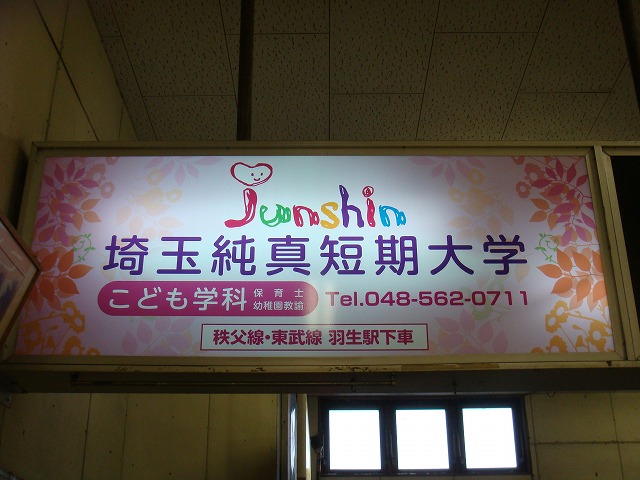 Junshin
埼玉純真短期大学
こども学科 保育士
幼稚園教諭
Tel.048-562-0711
秩父線・東武線 羽生駅下車